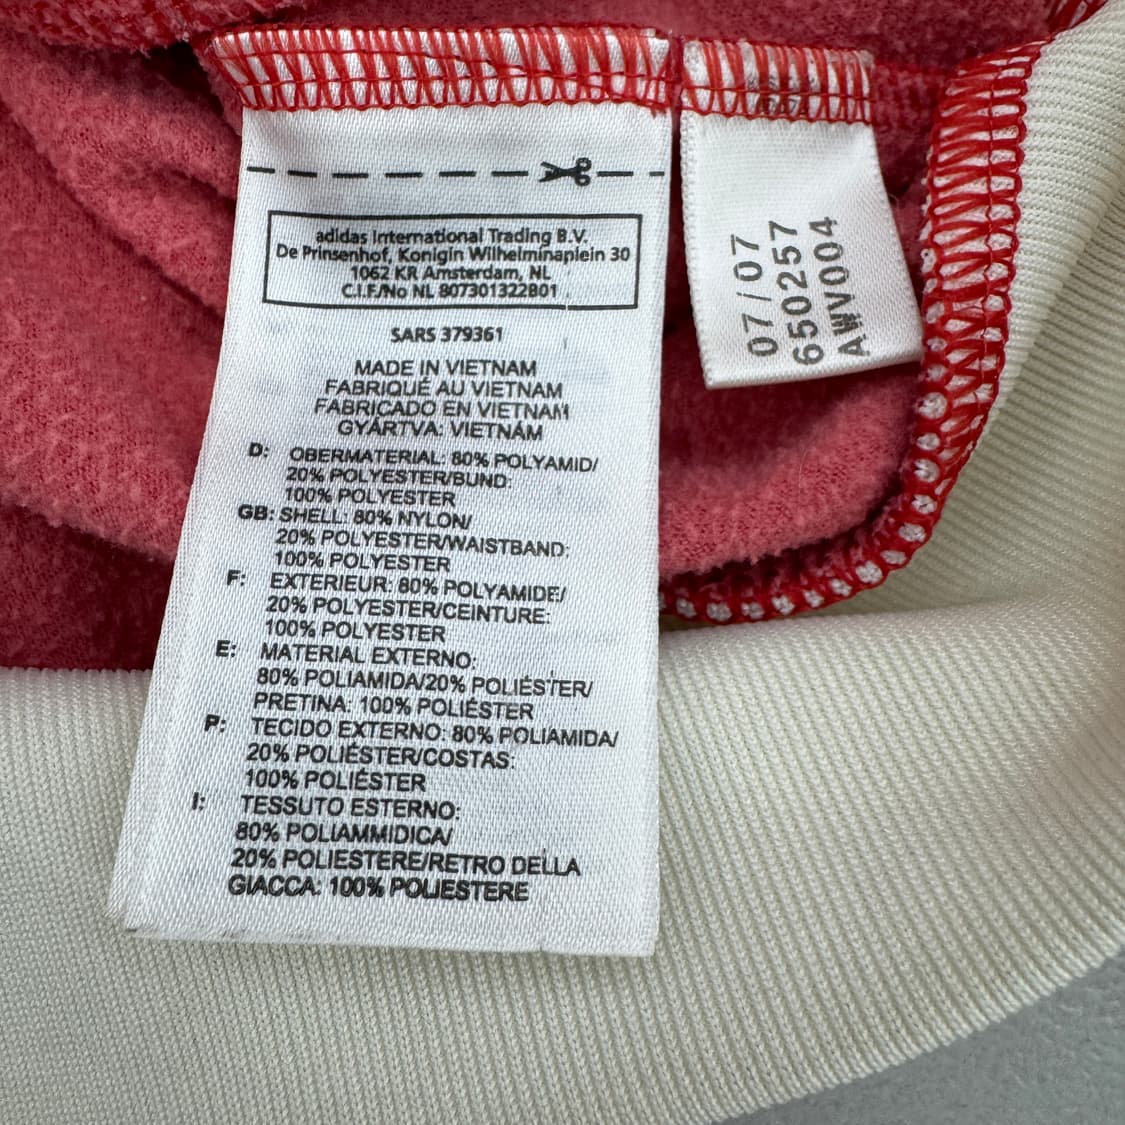 adidas International Trading B.V.
De Prinsenhof, Konigin Wilhelminaplein 30
1062 KR Amsterdam, NL
C.I.F/No NL 807301322B01
SARS 379361
MADE IN VIETNAM
FABRIQUÉ AU VIETNAM
FABRICADO EN VIETNAM
GYÁRTVA: VIETNÁM
D: OBERMATERIAL: 80% POLYAMID/
20% POLYESTER/BUND:
100% POLYESTER
GB: SHELL: 80% NYLON/
20% POLYESTER/WAISTBAND:
100% POLYESTER
F: EXTERIEUR: 80% POLYAMIDE/
20% POLYESTER/CEINTURE:
100% POLYESTER
E: MATERIAL EXTERNO:
80% POLIAMIDA/20% POLIÉSTER/
PRETINA: 100% POLIÉSTER
P: TECIDO EXTERNO: 80% POLIAMIDA/
20% POLIÉSTER/COSTAS:
100% POLIÉSTER
I: TESSUTO ESTERNO:
80% POLIAMMIDICA/
20% POLIESTERE/RETRO DELLA
GIACCA: 100% POLIESTERE
07/07
650257
AWV004